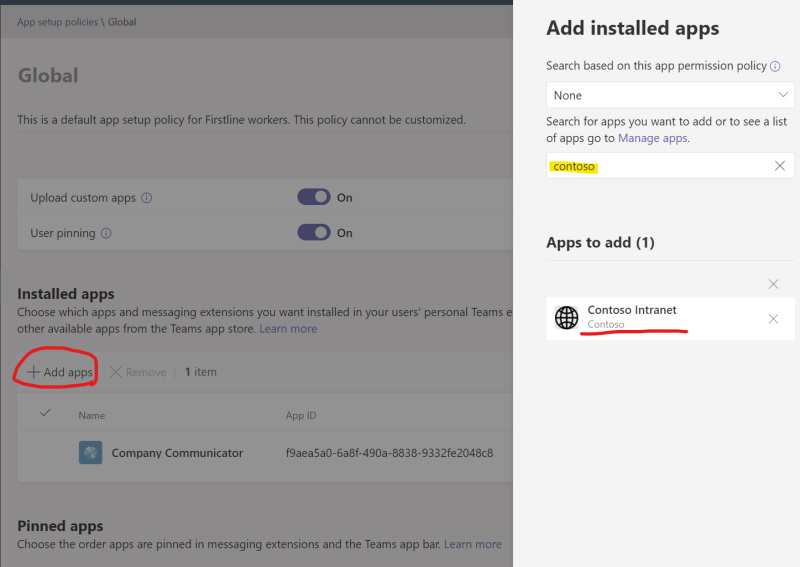 App setup policies \ Global
Global
This is a default app setup policy for Firstline workers. This policy cannot be customized.
Upload custom apps
On
User pinning
On
Installed apps
Choose which apps and messaging extensions you want installed in your users' personal Teams e
other available apps from the Teams app store. Learn more
Add apps
Remove
1 item
Name
App ID
Company Communicator
f9aea5a0-6a8f-490a-8838-9332fe2048c8
Pinned apps
Choose the order apps are pinned in messaging extensions and the Teams app bar. Learn more
Add installed apps
Search based on this app permission policy
None
Search for apps you want to add or to see a list
of apps go to Manage apps.
contoso
Apps to add (1)
Contoso Intranet
Contoso